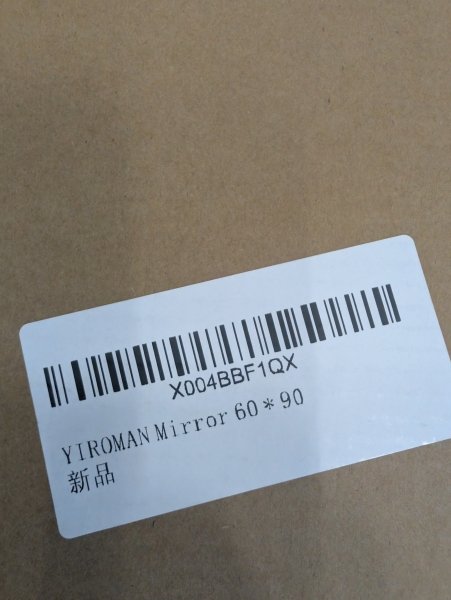 X004BBF1QX
YIROMAN Mirror 60*90
新品